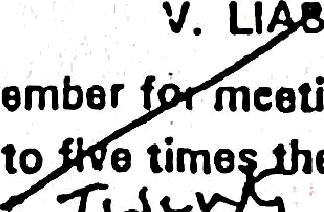 V. LIAB
ember for meeti
to five times the